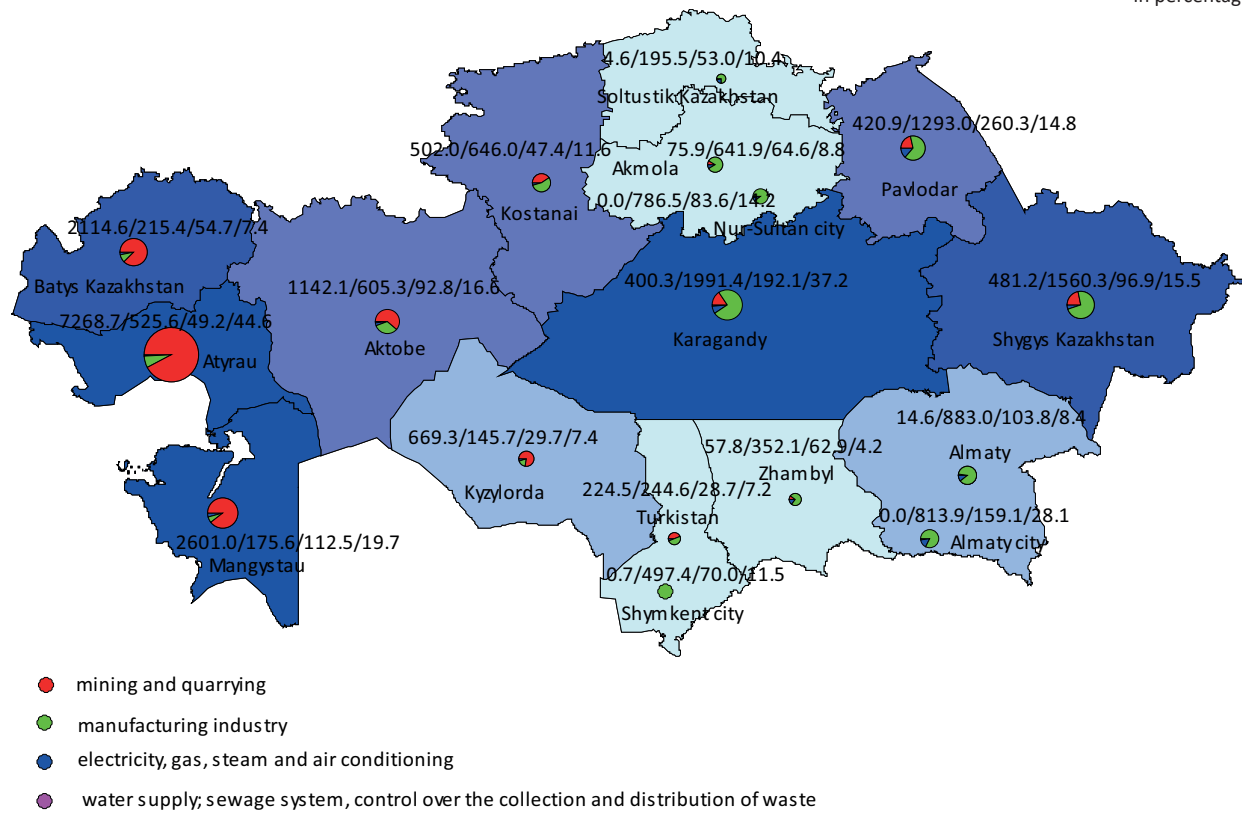 in percentag
4.6/195.5/53.0/10.4
Soltustik Kazakhstan
420.9/1293.0/260.3/14.8
Pavlodar
502.0/646.0/47.4/11.6
Kostanai
75.9/641.9/64.6/8.8
Akmola
0.0/786.5/83.6/14.2
Nur-Sultan city
2114.6/215.4/54.7/7.4
Batys Kazakhstan
1142.1/605.3/92.8/16.6
Aktobe
400.3/1991.4/192.1/37.2
Karagandy
481.2/1560.3/96.9/15.5
Shygys Kazakhstan
7268.7/525.6/49.2/44.6
Atyrau
669.3/145.7/29.7/7.4
Kyzylorda
14.6/883.0/103.8/8.4
Almaty
57.8/352.1/62.9/4.2
Zhambyl
224.5/244.6/28.7/7.2
Turkistan
0.0/813.9/159.1/28.1
Almaty city
2601.0/175.6/112.5/19.7
Mangystau
0.7/497.4/70.0/11.5
Shymkent city
mining and quarrying
manufacturing industry
electricity, gas, steam and air conditioning
water supply; sewage system, control over the collection and distribution of waste